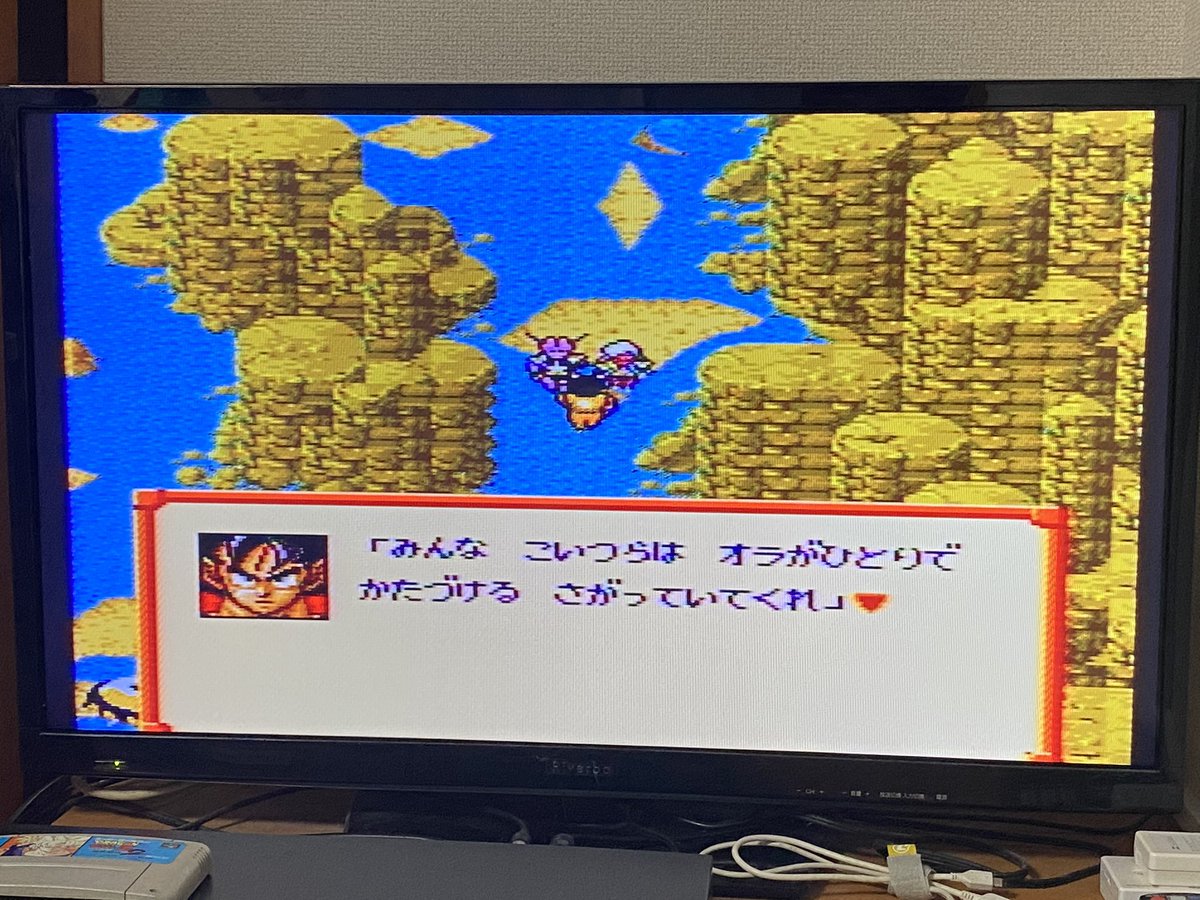 「みんな　こいつらは　オラがひとりで
かたづける　さがっていてくれ」